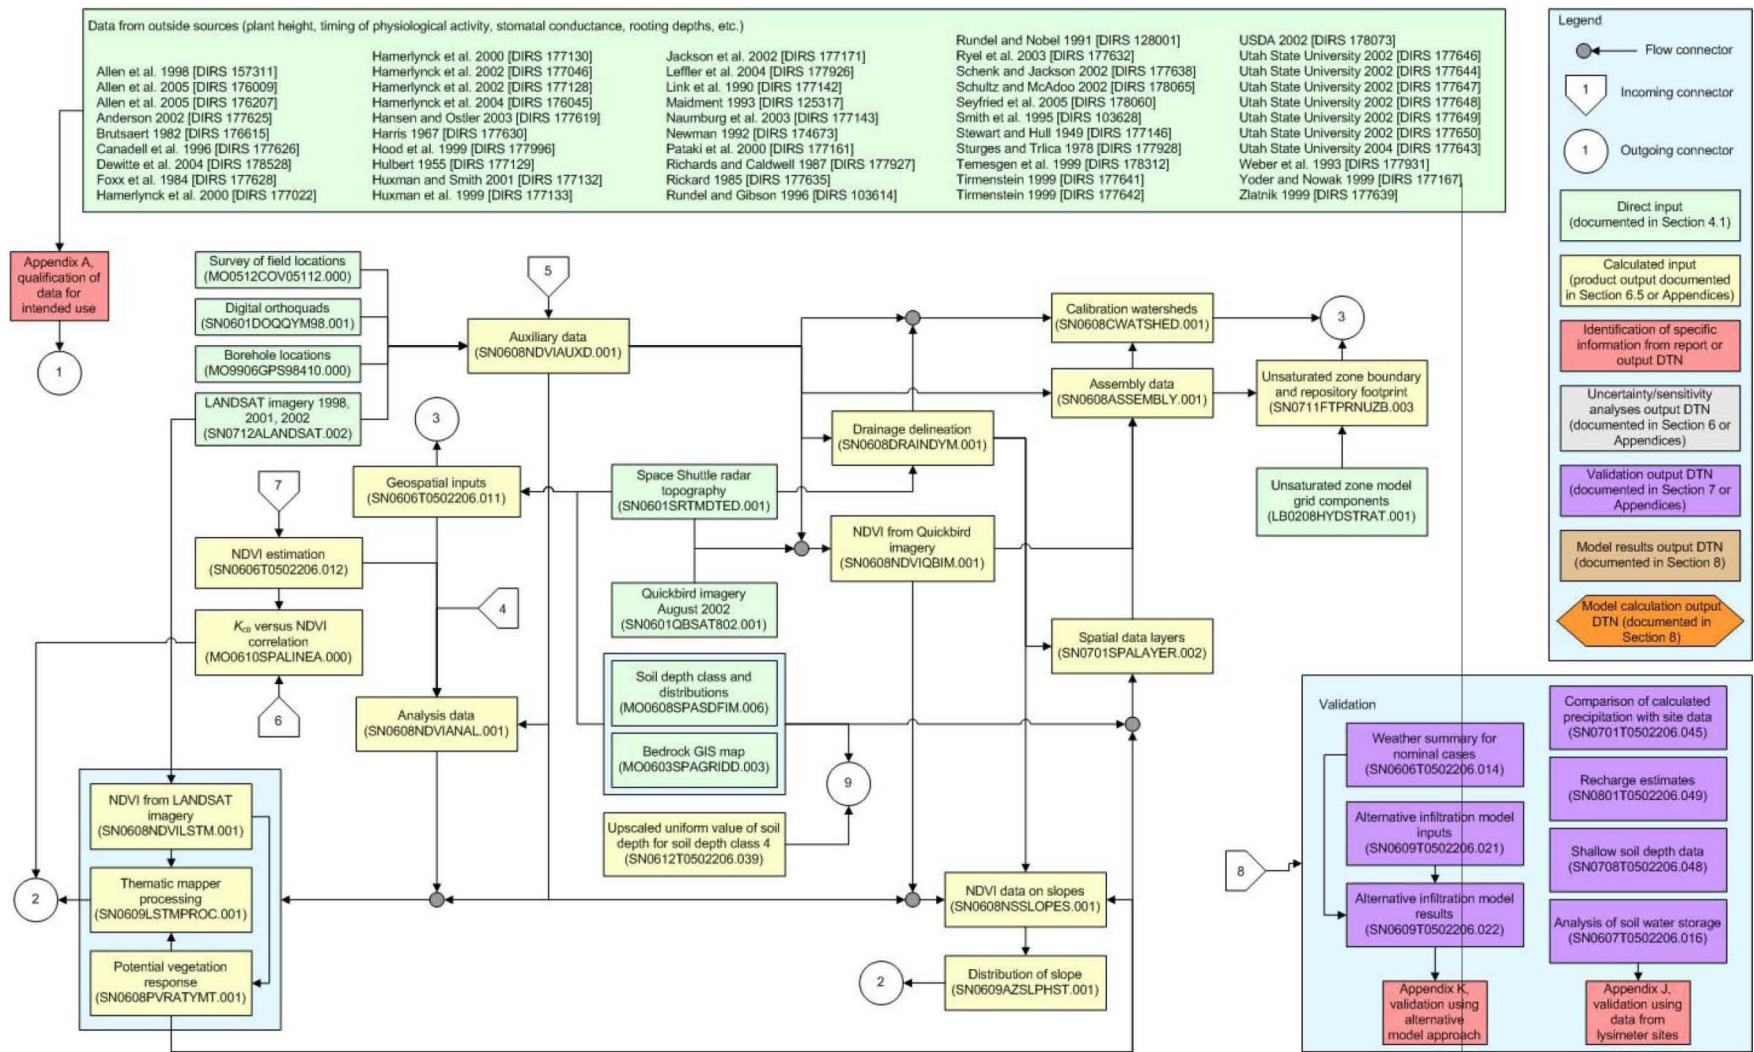 Data from outside sources (plant height, timing of physiological activity, stomatal conductance, rooting depths, etc.)
Allen et al. 1998 [DIRS 157311]
Allen et al. 2005 [DIRS 176009]
Allen et al. 2005 [DIRS 176207]
Anderson 2002 [DIRS 177625]
Brutsaert 1982 [DIRS 176615]
Canadell et al. 1996 [DIRS 177626]
Dewitte et al. 2004 [DIRS 178528]
Foxx et al. 1984 [DIRS 177628]
Hamerlynck et al. 2000 [DIRS 177022]
Hamerlynck et al. 2000 [DIRS 177130]
Hamerlynck et al. 2002 [DIRS 177046]
Hamerlynck et al. 2002 [DIRS 177128]
Hamerlynck et al. 2004 [DIRS 176045]
Hansen and Ostler 2003 [DIRS 177619]
Harris 1967 [DIRS 177630]
Hood et al. 1999 [DIRS 177996]
Hulbert 1955 [DIRS 177129]
Huxman and Smith 2001 [DIRS 177132]
Huxman et al. 1999 [DIRS 177133]
Jackson et al. 2002 [DIRS 177171]
Leffler et al. 2004 [DIRS 177926]
Link et al. 1990 [DIRS 177142]
Maidment 1993 [DIRS 125317]
Naumburg et al. 2003 [DIRS 177143]
Newman 1992 [DIRS 174673]
Pataki et al. 2000 [DIRS 177161]
Richards and Caldwell 1987 [DIRS 177927]
Rickard 1985 [DIRS 177635]
Rundel and Gibson 1996 [DIRS 103614]
Rundel and Nobel 1991 [DIRS 128001]
Ryel et al. 2003 [DIRS 177632]
Schenk and Jackson 2002 [DIRS 177638]
Schultz and McAdoo 2002 [DIRS 178065]
Seyfried et al. 2005 [DIRS 178060]
Smith et al. 1995 [DIRS 103628]
Stewart and Hull 1949 [DIRS 177146]
Sturges and Trlica 1978 [DIRS 177928]
Temesgen et al. 1999 [DIRS 178312]
Tirmenstein 1999 [DIRS 177641]
Tirmenstein 1999 [DIRS 177642]
USDA 2002 [DIRS 178073]
Utah State University 2002 [DIRS 177646]
Utah State University 2002 [DIRS 177644]
Utah State University 2002 [DIRS 177647]
Utah State University 2002 [DIRS 177648]
Utah State University 2002 [DIRS 177649]
Utah State University 2002 [DIRS 177650]
Utah State University 2004 [DIRS 177643]
Weber et al. 1993 [DIRS 177931]
Yoder and Nowak 1999 [DIRS 177167]
Zlatnik 1999 [DIRS 177639]
Legend
Flow connector
1
Incoming connector
1
Outgoing connector
Direct input
(documented in Section 4.1)
Calculated input
(product output documented
in Section 6.5 or Appendices)
Identification of specific
information from report or
output DTN
Uncertainty/sensitivity
analyses output DTN
(documented in Section 6 or
Appendices)
Validation output DTN
(documented in Section 7 or
Appendices)
Model results output DTN
(documented in Section 8)
Model calculation output
DTN (documented in
Section 8)
Appendix A,
qualification of
data for
intended use
1
Survey of field locations
(MO0512COV05112.000)
Digital orthoquads
(SN0601DOQQYM98.001)
Borehole locations
(MO9906GPS98410.000)
LANDSAT imagery 1998,
2001, 2002
(SN0712ALANDSAT.002)
5
Auxiliary data
(SN0608NDVIAUXD.001)
Calibration watersheds
(SN0608CWATSHED.001)
3
Assembly data
(SN0608ASSEMBLY.001)
Unsaturated zone boundary
and repository footprint
(SN0711FTPRNUZB.003
Unsaturated zone model
grid components
(LB0208HYDSTRAT.001)
3
Drainage delineation
(SN0608DRAINDYM.001)
Geospatial inputs
(SN0606T0502206.011)
Space Shuttle radar
topography
(SN0601SRTMDTED.001)
7
NDVI estimation
(SN0606T0502206.012)
NDVI from Quickbird
imagery
(SN0608NDVIQBIM.001)
4
Quickbird imagery
August 2002
(SN0601QBSAT802.001)
Kcb versus NDVI
correlation
(MO0610SPALINEA.000)
6
Spatial data layers
(SN0701SPALAYER.002)
Soil depth class and
distributions
(MO0608SPASDFIM.006)
Bedrock GIS map
(MO0603SPAGRIDD.003)
Analysis data
(SN0608NDVIANAL.001)
9
Upscaled uniform value of soil
depth for soil depth class 4
(SN0612T0502206.039)
NDVI from LANDSAT
imagery
(SN0608NDVILSTM.001)
2
Thematic mapper
processing
(SN0609LSTMPROC.001)
Potential vegetation
response
(SN0608PVRATYMT.001)
NDVI data on slopes
(SN0608NSSLOPES.001)
2
Distribution of slope
(SN0609AZSLPHST.001)
8
Validation
Weather summary for
nominal cases
(SN0606T0502206.014)
Alternative infiltration model
inputs
(SN0609T0502206.021)
Alternative infiltration model
results
(SN0609T0502206.022)
Appendix K,
validation using
alternative
model approach
Comparison of calculated
precipitation with site data
(SN0701T0502206.045)
Recharge estimates
(SN0801T0502206.049)
Shallow soil depth data
(SN0708T0502206.048)
Analysis of soil water storage
(SN0607T0502206.016)
Appendix J,
validation using
data from
lysimeter sites